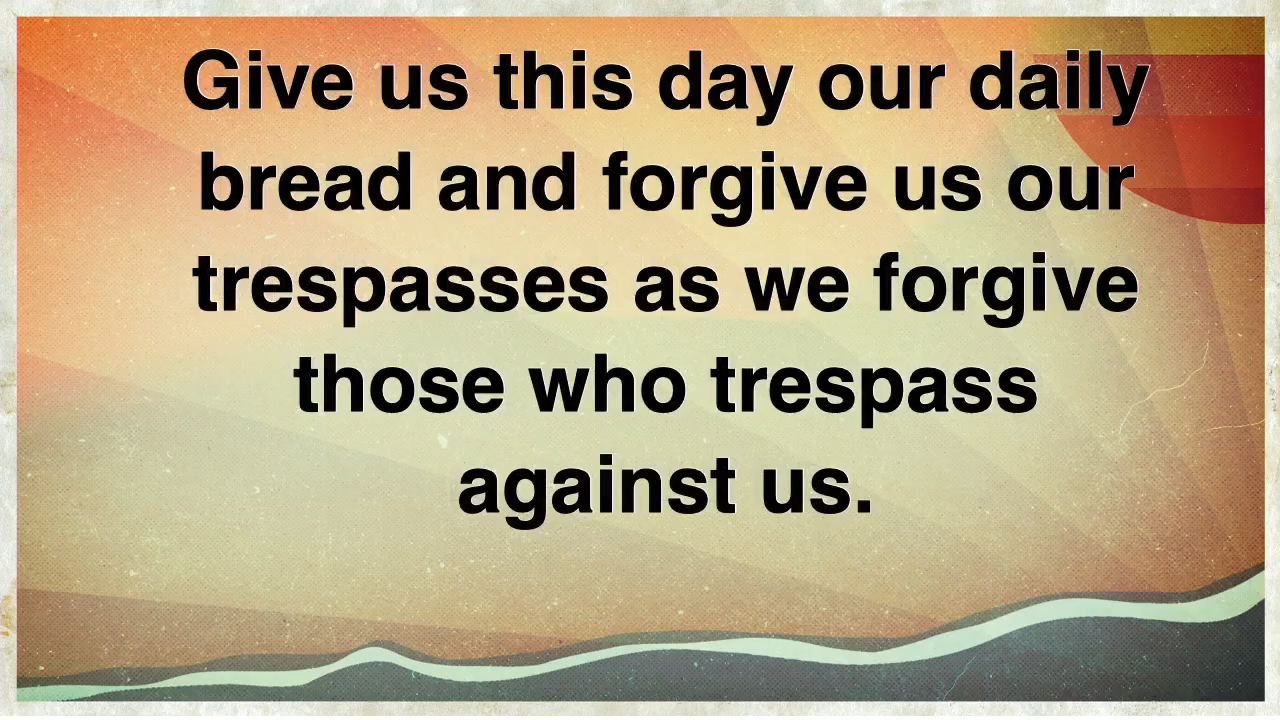 Give us this day our daily
bread and forgive us our
trespasses as we forgive
those who trespass
against us.